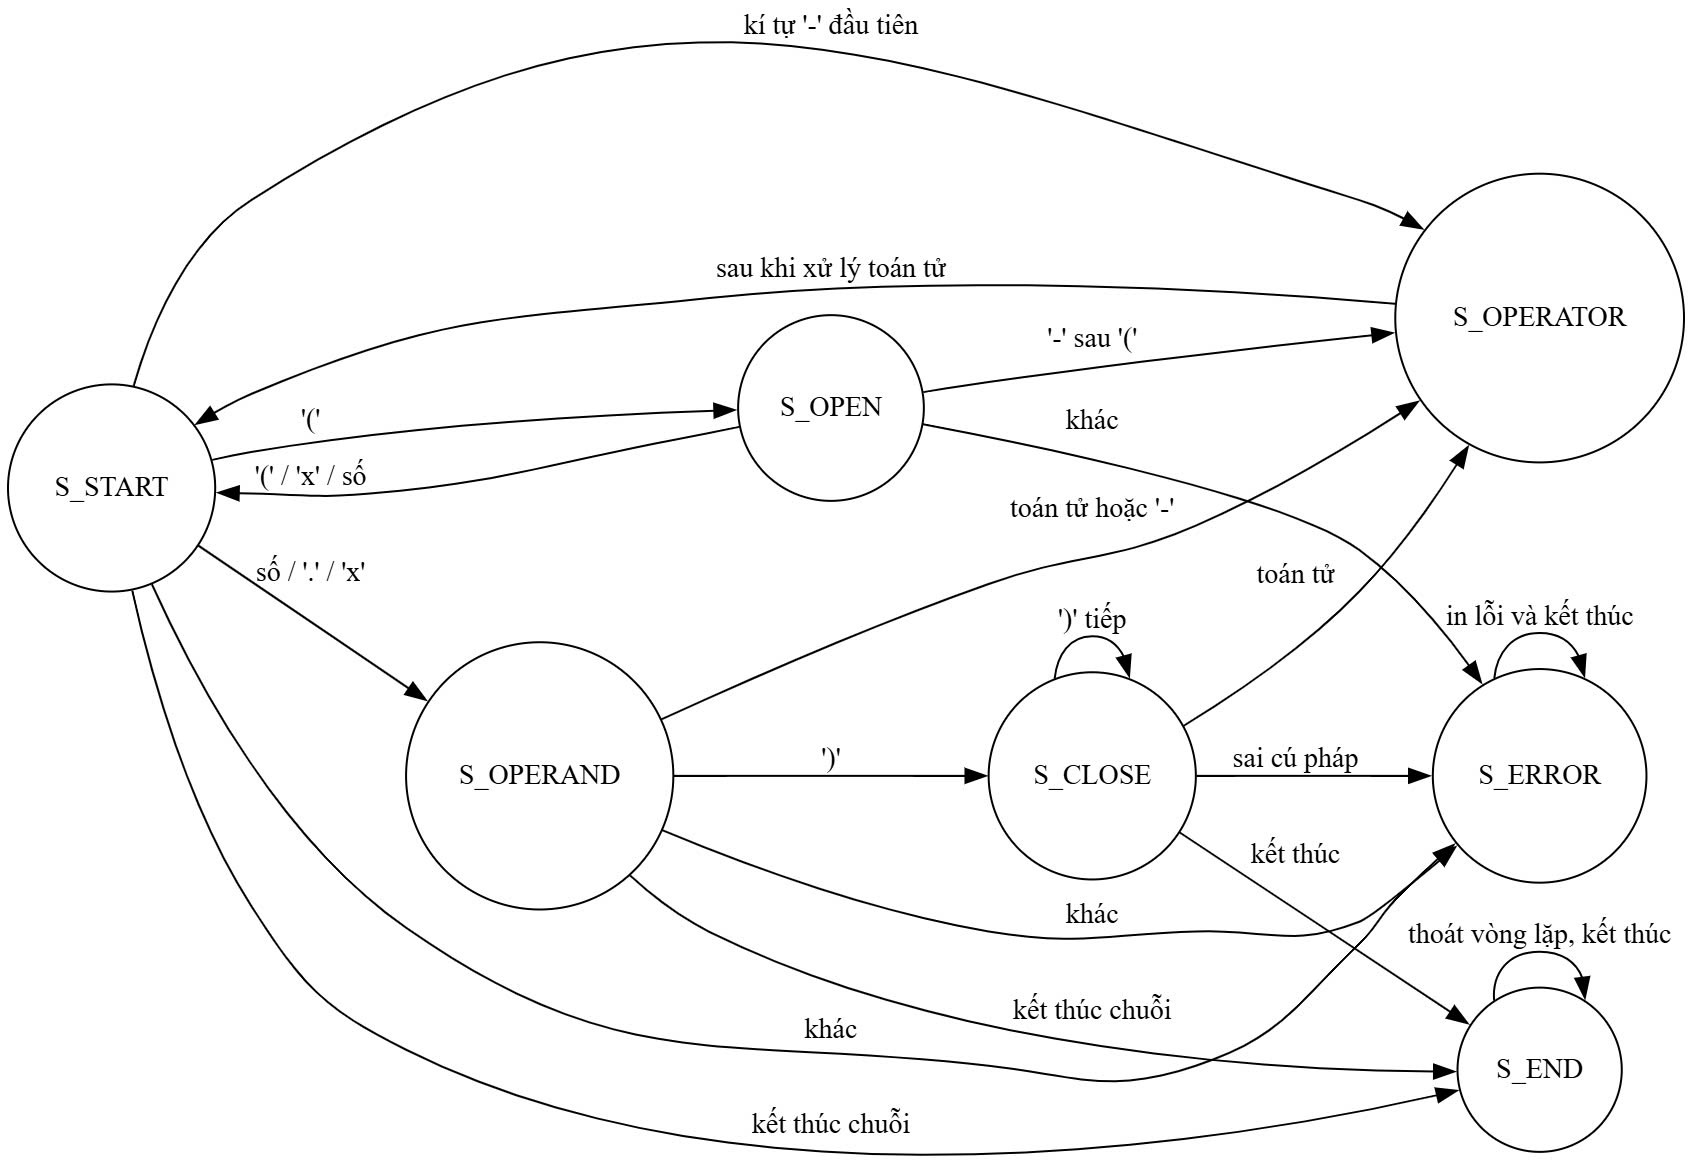 kí tự '-' đầu tiên
sau khi xử lý toán tử
S_OPERATOR
'-' sau '('
S_OPEN
'('
khác
'(' / 'x' / số
S_START
toán tử hoặc '-'
số / '.' / 'x'
toán tử
')' tiếp
in lỗi và kết thúc
S_OPERAND
')'
S_CLOSE
sai cú pháp
S_ERROR
kết thúc
khác
thoát vòng lặp, kết thúc
kết thúc chuỗi
khác
S_END
kết thúc chuỗi